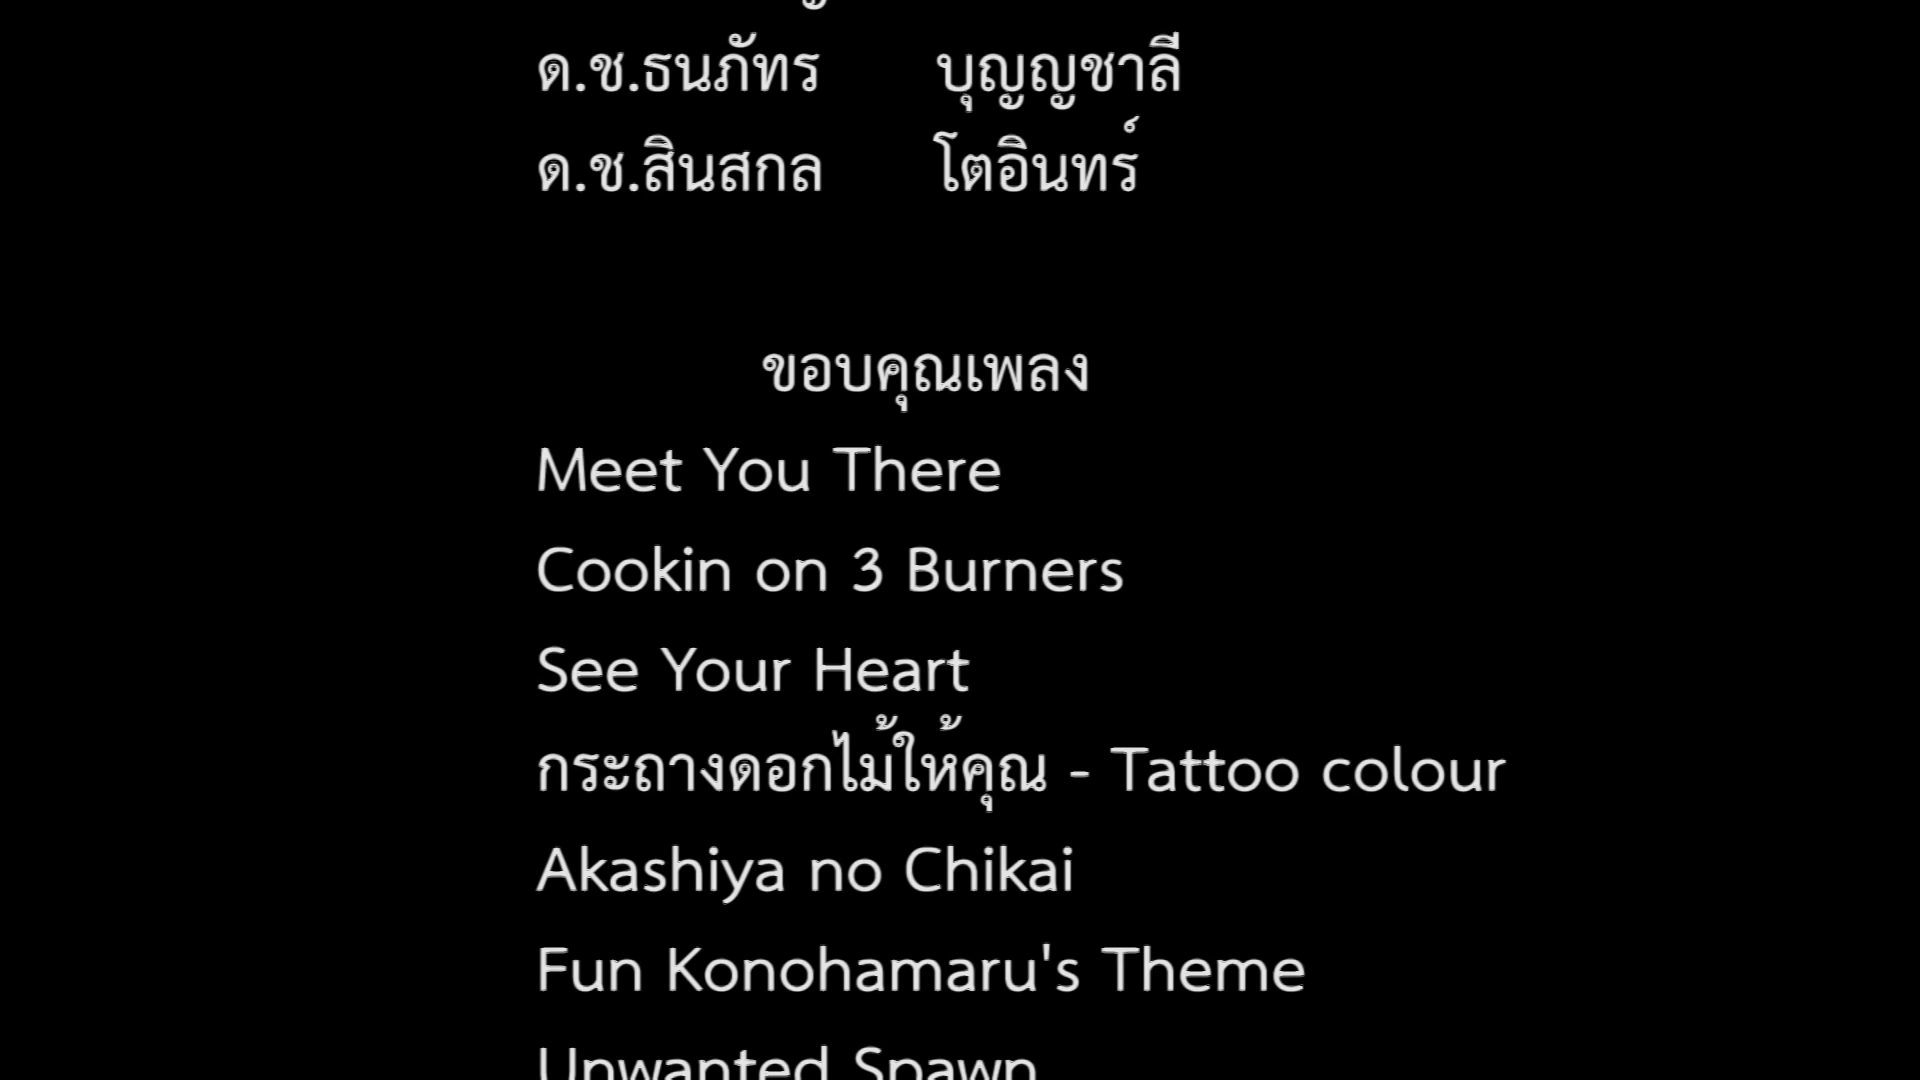 ด.ช.ธนภัทร บุญญชาลี
ด.ช.สินสกล โตอินทร์
ขอบคุณเพลง
Meet You There
Cookin on 3 Burners
See Your Heart
กระถางดอกไม้ให้คุณ - Tattoo colour
Akashiya no Chikai
Fun Konohamaru's Theme
Unwanted Spawn